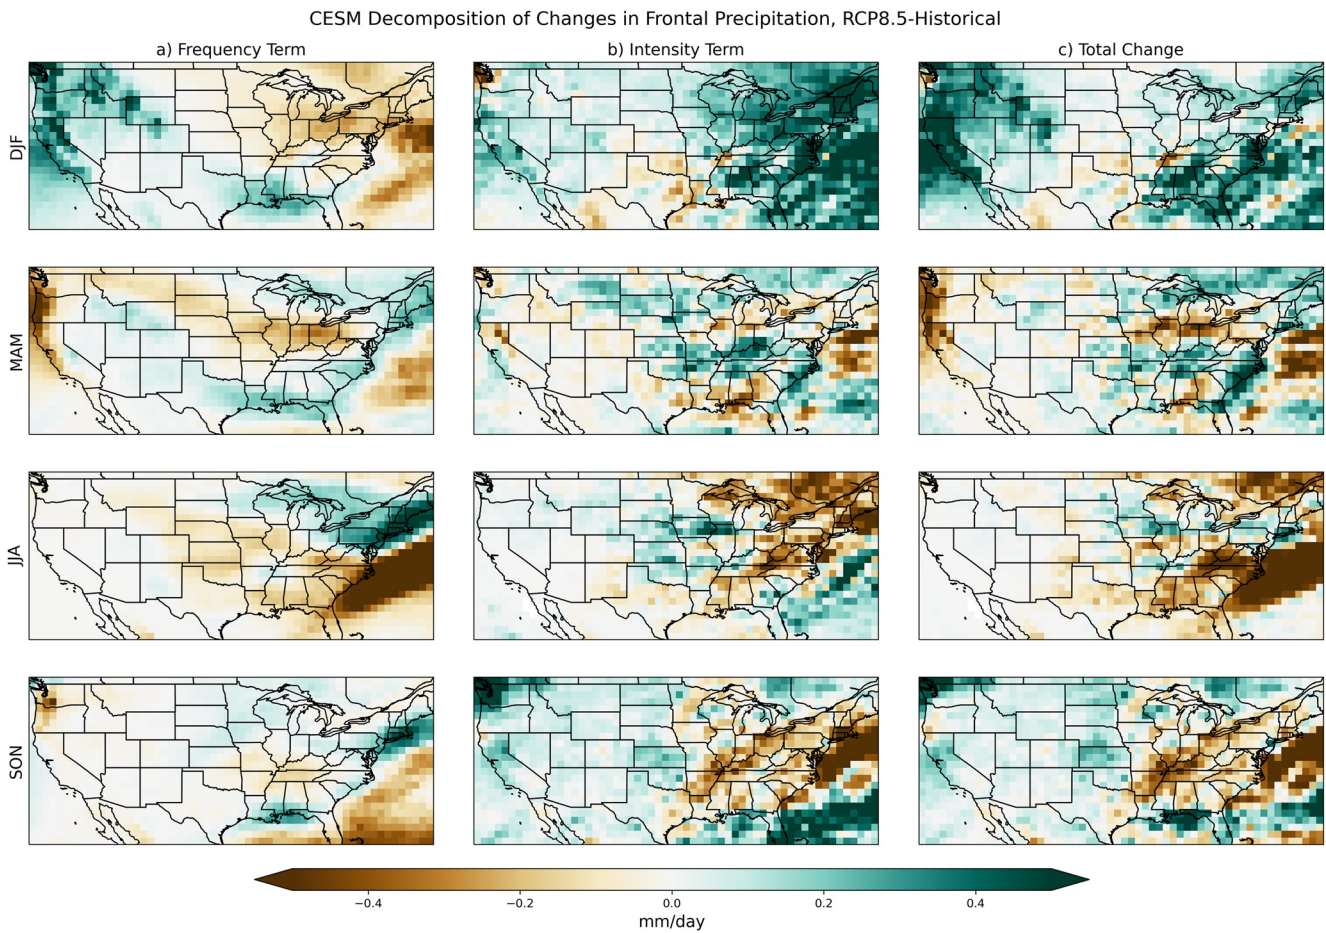 CESM Decomposition of Changes in Frontal Precipitation, RCP8.5-Historical
a) Frequency Term
b) Intensity Term
c) Total Change
DJF
MAM
JJA
SON
−0.4
−0.2
0.0
0.2
0.4
mm/day